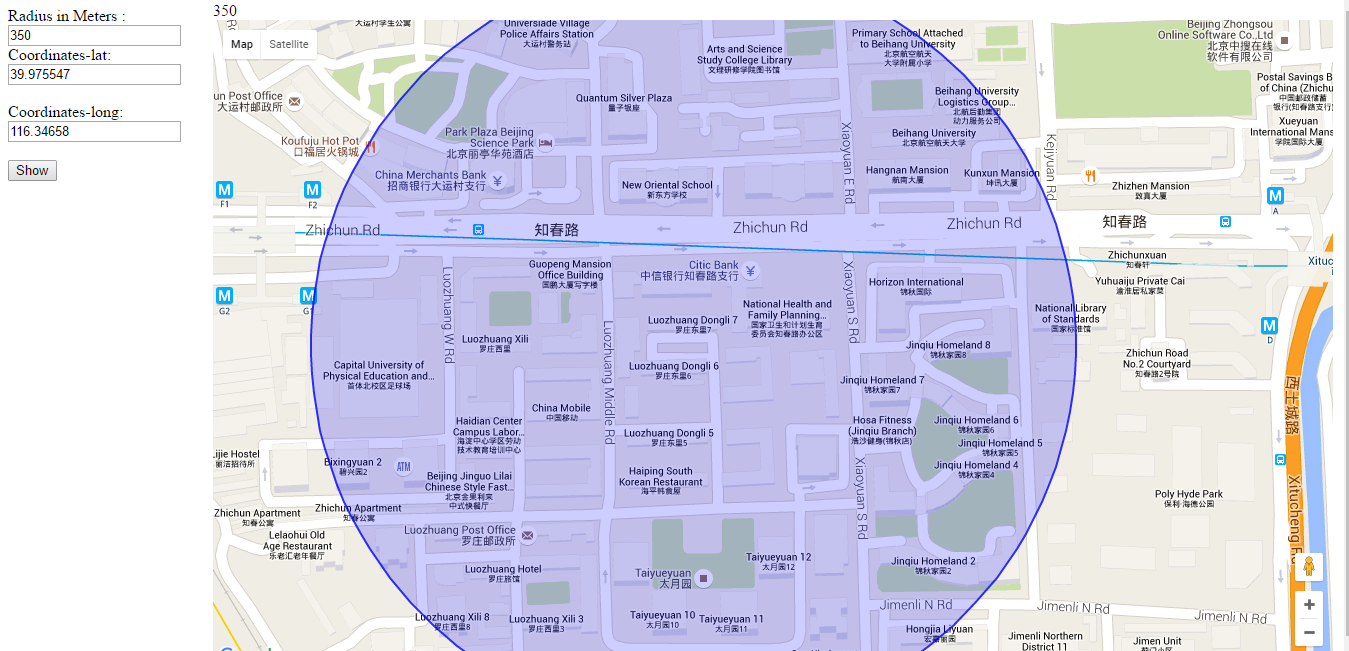 Radius in Meters :
350
Coordinates-lat:
39.975547
Coordinates-long:
116.34658
Show
350
Map
Satellite
大运村学生公寓
Universiade Village
Police Affairs Station
大运村警务站
Arts and Science
Study College Library
文理研修学院图书馆
Primary School Attached
to Beihang University
北京航空航天
大学附属小学
Beijing Zhongsou
Online Software Co.,Ltd
北京中搜在线
软件有限公司
Postal Savings B
of China (Zhichu
中国邮政储蓄
银行(知春路支行)
Xueyuan
International Mans
学院国际大厦
un Post Office
大运村邮政所
Quantum Silver Plaza
量子银座
Beihang University
Logistics Group...
北航后勤集团
动力服务公司
Beihang University
北京航空航天大学
Koufuju Hot Pot
口福居火锅城
Park Plaza Beijing
Science Park
北京丽亭华苑酒店
China Merchants Bank
招商银行大运村支行
New Oriental School
新东方学校
Hangnan Mansion
航南大厦
Kunxun Mansion
坤讯大厦
Zhizhen Mansion
致真大厦
Xiaoyuan E Rd
Kejiyuan Rd
M
F1
M
F2
M
A
Zhichun Rd
知春路
Zhichun Rd
Zhichun Rd
知春路
Zhichunxuan
知春轩
Xituc
Yuhuaiju Private Cai
渝淮居私家菜
Guopeng Mansion
Office Building
国鹏大厦写字楼
Citic Bank
中信银行知春路支行
Horizon International
锦秋国际
M
G2
M
G
National Health and
Family Planning...
国家卫生和计划生育
委员会知春路办公区
National Library
of Standards
国家标准馆
M
D
Luozhuang W Rd
Luozhuang Middle Rd
Xiaoyuan S Rd
Luozhuang Dongli 7
罗庄东里7
Luozhuang Xili
罗庄西里
Jinqiu Homeland 8
锦秋家园8
Zhichun Road
No.2 Courtyard
知春路2号院
Capital University of
Physical Education and...
首体北校区足球场
Luozhuang Dongli 6
罗庄东里6
Jinqiu Homeland 7
锦秋家园7
China Mobile
中国移动
Haidian Center
Campus Labor...
海淀中心学区劳动
技术教育培训中心
Luozhuang Dongli 5
罗庄东里5
Hosa Fitness
(Jinqiu Branch)
浩沙健身(锦秋店)
Jinqiu Homeland 6
锦秋家园6
Jinqiu Homeland 5
锦秋家园5
Jinqiu Homeland 4
锦秋家园4
西土城路
Xitucheng Rd
Lijie Hostel
丽洁招待所
Bixingyuan 2
碧兴园2
ATM
Beijing Jinguo Lilai
Chinese Style Fast...
北京金果利来
中式快餐厅
Haiping South
Korean Restaurant
海平韩食屋
Xiaoyuan S Rd
Poly Hyde Park
保利·海德公园
Zhichun Apartment
知春公寓
Zhichun Apartment
知春公寓
Lelaohui Old
Age Restaurant
乐老汇老年餐厅
Luozhuang Post Office
罗庄邮政所
Luozhuang Hotel
罗庄旅馆
Taiyueyuan
太月园
Taiyueyuan 12
太月园12
Jinqiu Homeland 2
锦秋家园2
Luozhuang Xili 8
罗庄西里8
Luozhuang Xili 3
罗庄西里3
Taiyueyuan 10
太月园10
Taiyueyuan 11
太月园11
Jimenli N Rd
Jimenli N Rd
Jimenli N Rd
Hongjia Liyuan
Jimenli Northern
District 11
Jimen Unit